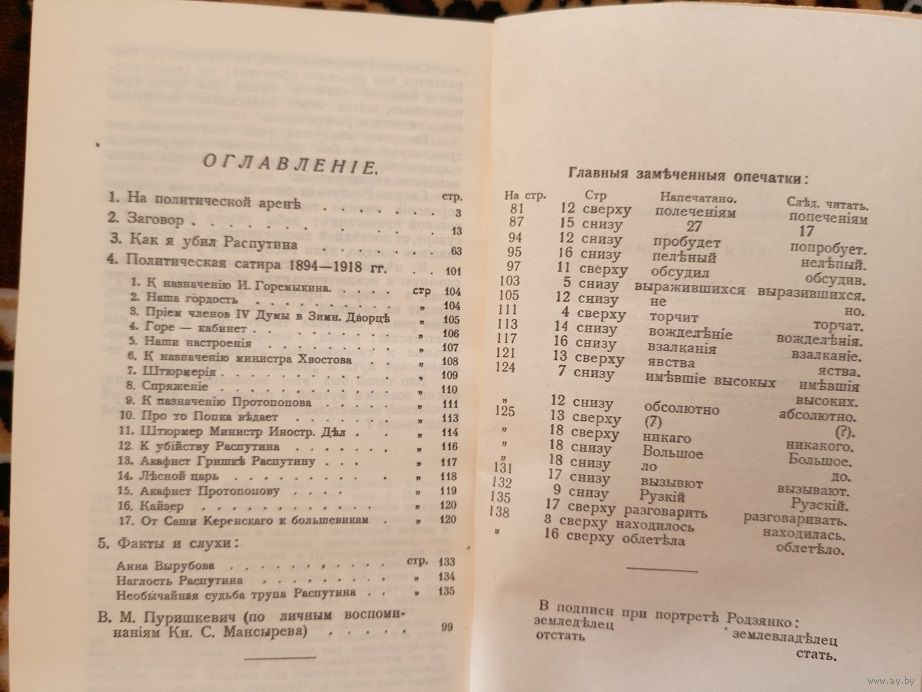 ОГЛАВЛЕНІЕ.
стр.
1. На политической аренѣ . . . . . . . 3
2. Заговор . . . . . . . . . . . . 13
3. Как я убил Распутина . . . . . . . 63
4. Политическая сатира 1894—1918 гг. . . . 101
1. К назначенію И. Горемыкина. . . . . стр 104
2. Наша гордость . . . . . . . . „ 104
3. Пріем членов IV Думы в Зимн. Дворцѣ „ 105
4. Горе — кабинет . . . . . . . . „ 106
5. Наши настроенія . . . . . . . „ 107
6. К назначенію министра Хвостова . . . „ 108
7. Штюрмерія . . . . . . . . . „ 109
8. Спряженіе . . . . . . . . . „ 110
9. К назначенію Протопопова . . . . . „ 111
10. Про то Попка вѣдает . . . . . . „ 113
11. Штюрмер Министр Иностр. Дѣл . . . „ 114
12. К убійству Распутина . . . . . . „ 116
13. Акафист Гришкѣ Распутину . . . „ 117
14. Лѣсной царь . . . . . . . . „ 118
15. Акафист Протопопову . . . . „ 119
16. Кайзер . . . . . . . . . . „ 120
17. От Саши Керенскаго к большевикам . „ 120
5. Факты и слухи:
Анна Вырубова . . . . . . . . . . . стр. 133
Наглость Распутина . . . . . . . . . „ 134
Необычайная судьба трупа Распутина . . „ 135
В. М. Пуришкевич (по личным воспоми-
наніям Кн. С. Мансырева) . . . . . 99
Главныя замѣченныя опечатки:
На стр. Стр Напечатано. Слѣд. читать.
81 12 сверху полеченіям попеченіям
87 15 снизу 27 17
94 12 снизу пробудет попробует.
95 16 снизу пелѣный нелѣпый.
97 11 сверху обсудил обсудив.
103 5 снизу выражившихся выразившихся.
105 12 снизу не но.
111 4 сверху торчит торчат.
113 14 снизу вожделѣніе вожделѣнія.
117 16 снизу взалканія взалканіе.
121 13 сверху явства яства.
124 7 снизу имѣвшіе высоких имѣвшія
высоких.
„ 12 снизу обсолютно абсолютно.
125 13 сверху (7) (?).
„ 18 сверху никаго никакого.
„ 18 снизу Вольшое Большое.
„ 18 снизу ло до.
131 17 снизу вызывют вызывают.
132 9 снизу Рузкій Рузскій.
135 17 сверху разговарить разговаривать.
138 8 сверху находилось находилась.
„ 16 сверху облетѣла облетѣло.
В подписи при портретѣ Родзянко:
земледѣлец землевладѣлец
отстать стать.
www.ay.by